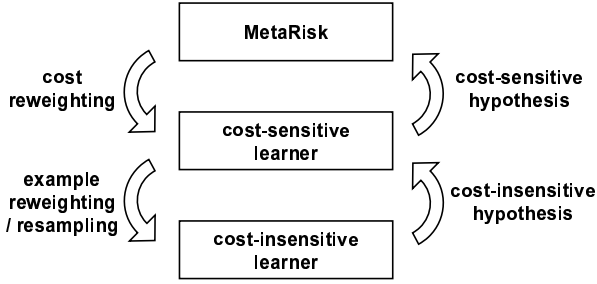 MetaRisk
cost
reweighting
cost-sensitive
hypothesis
cost-sensitive
learner
example
reweighting
/ resampling
cost-insensitive
hypothesis
cost-insensitive
learner